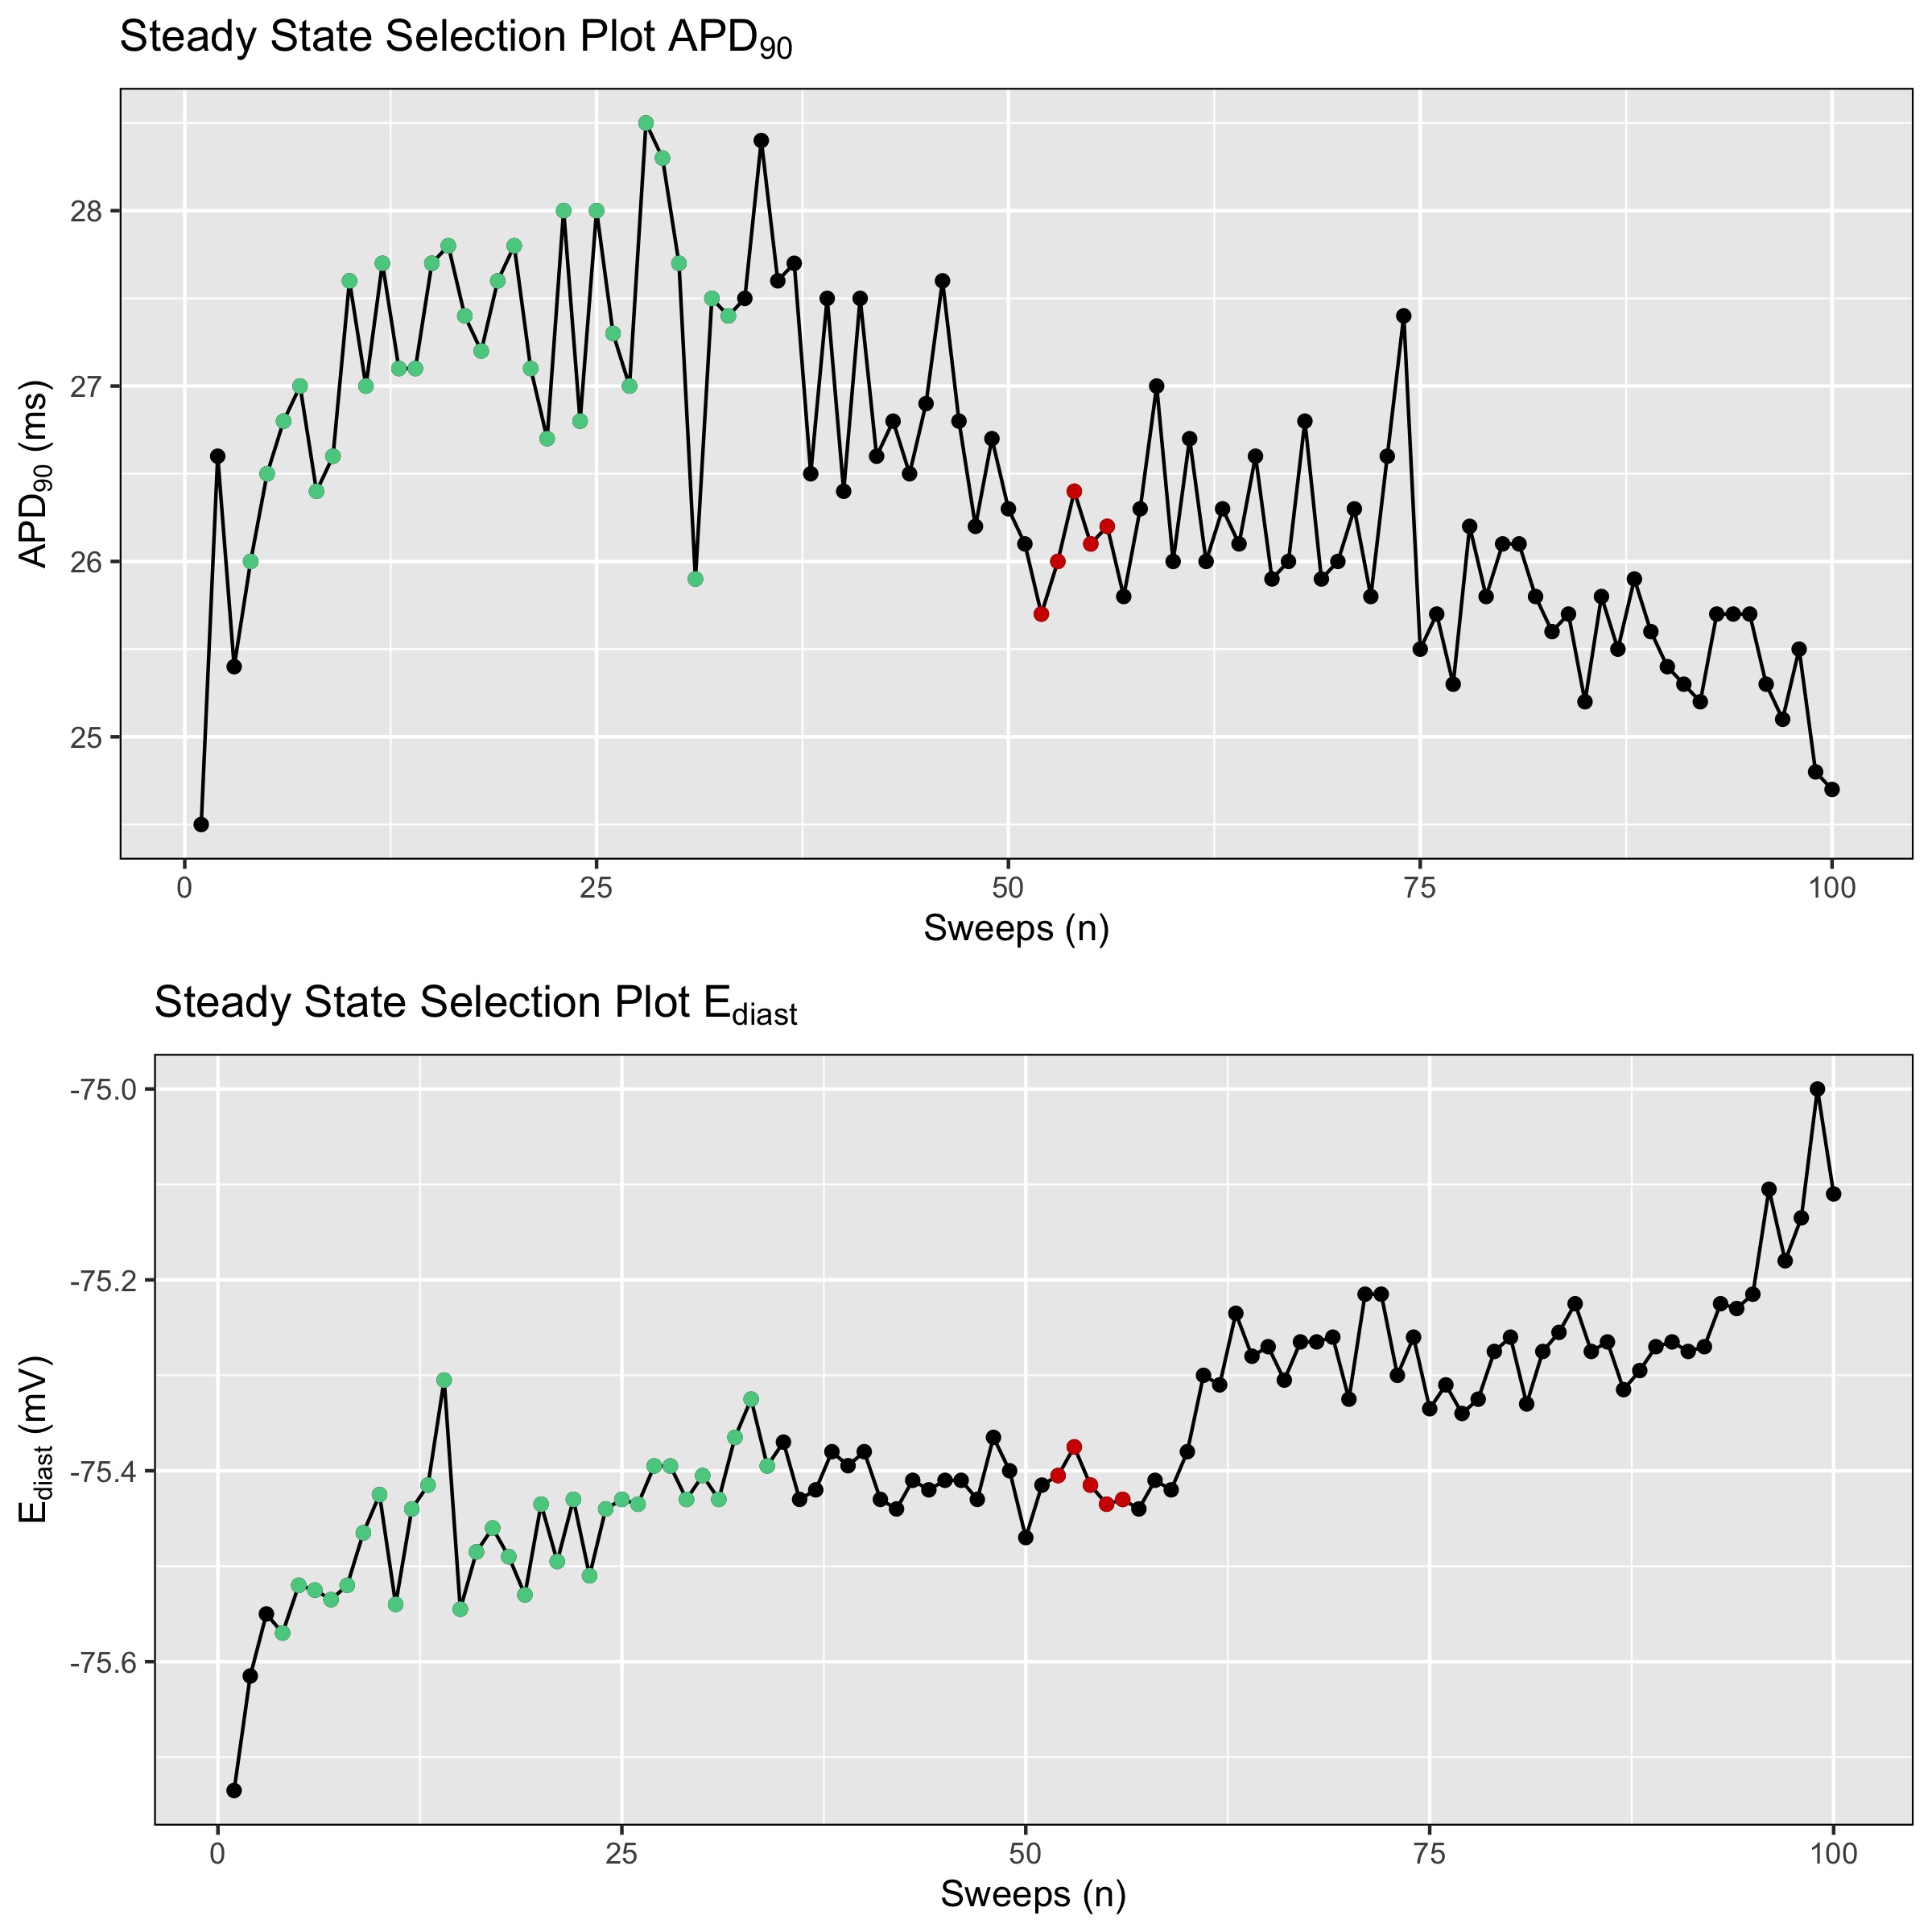 Steady State Selection Plot APD90
28
27
26
25
APD90 (ms)
0 25 50 75 100
Sweeps (n)
Steady State Selection Plot Ediast
-75.0
-75.2
-75.4
-75.6
Ediast (mV)
0 25 50 75 100
Sweeps (n)